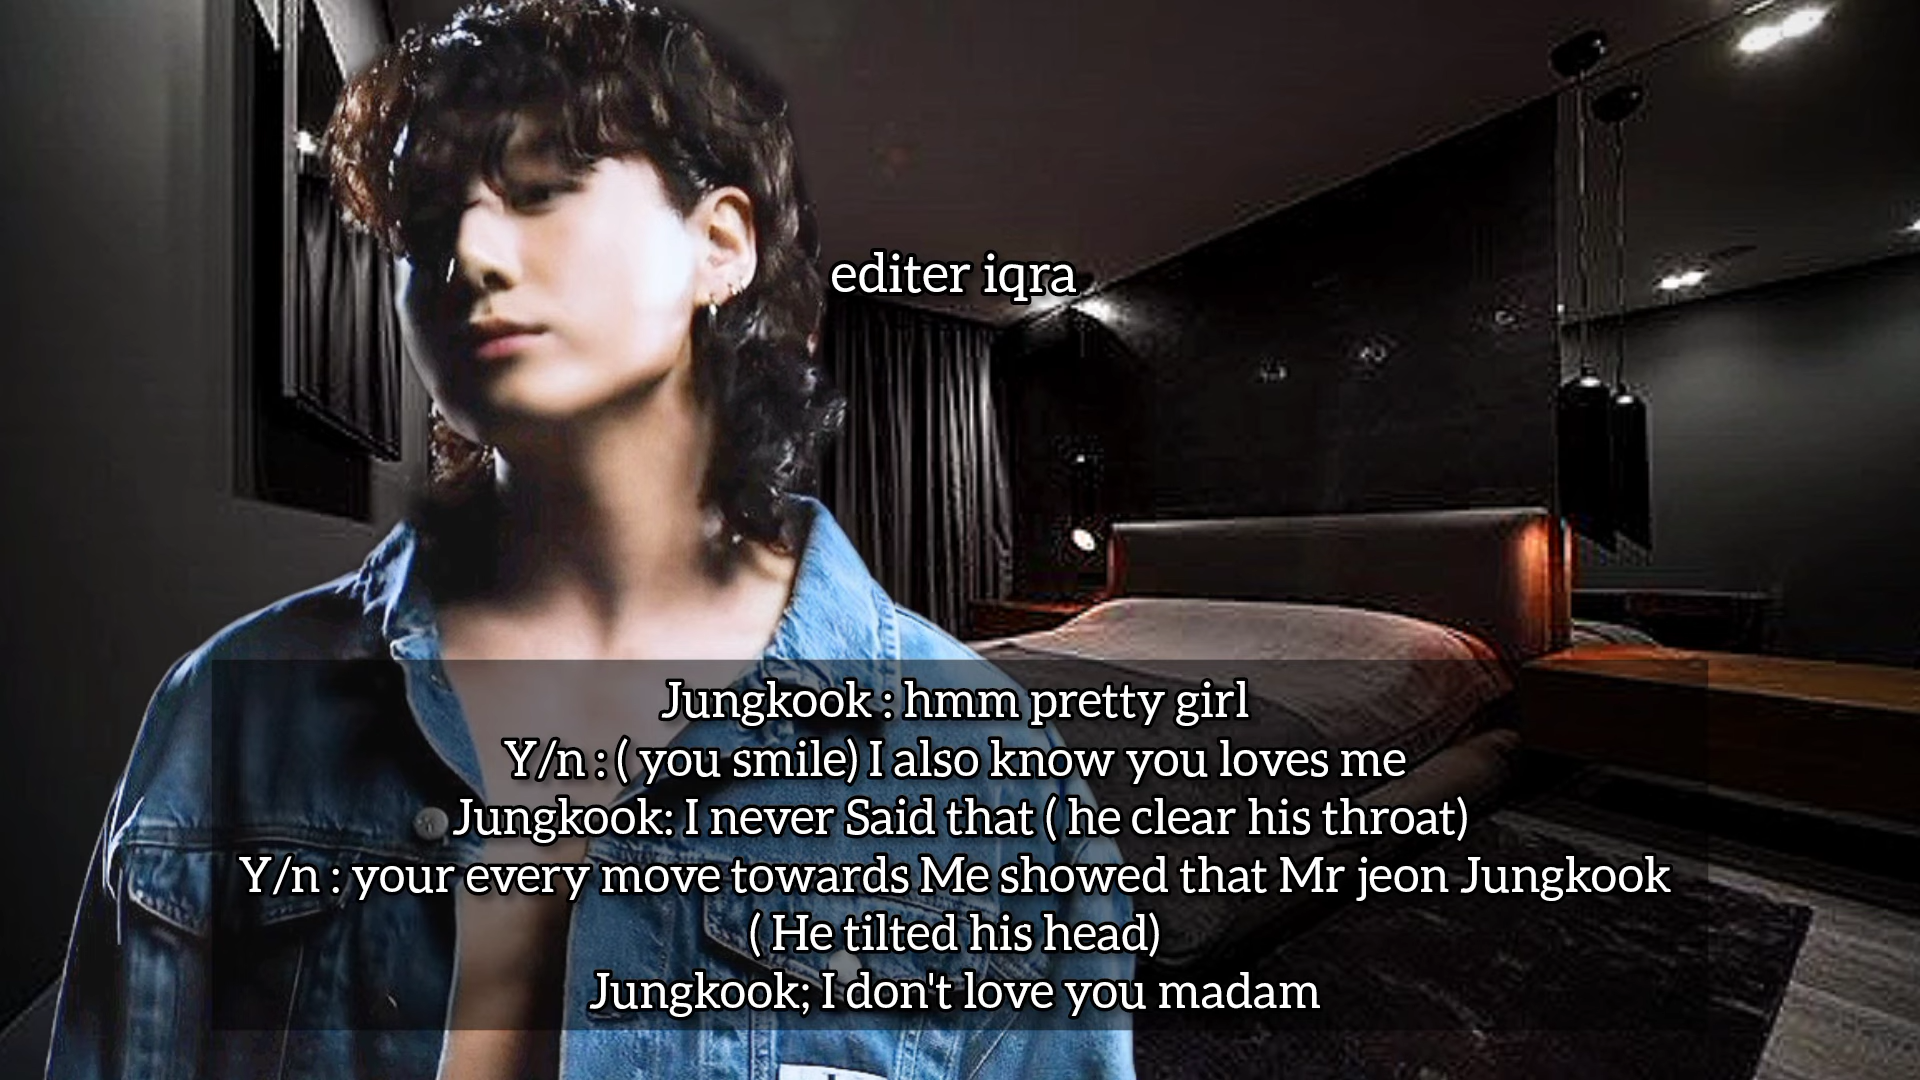 editer iqra
Jungkook : hmm pretty girl
Y/n : ( you smile) I also know you loves me
Jungkook: I never Said that ( he clear his throat)
Y/n : your every move towards Me showed that Mr jeon Jungkook
( He tilted his head)
Jungkook; I don't love you madam